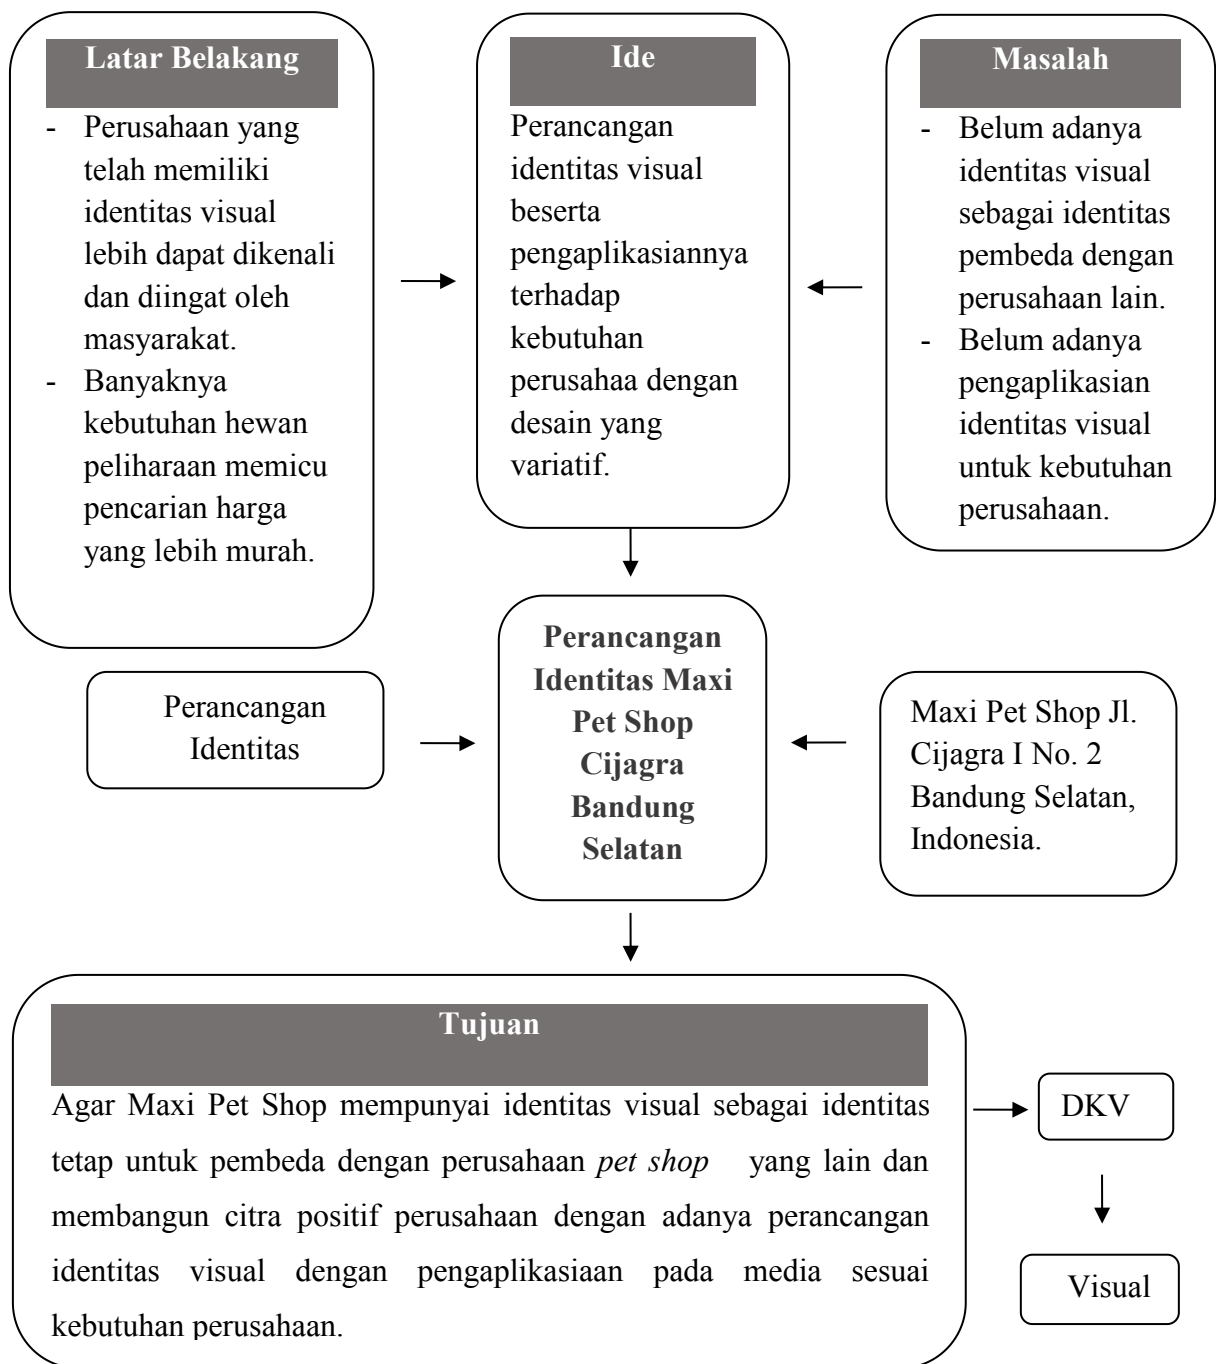 Latar Belakang
- Perusahaan yang
telah memiliki
identitas visual
lebih dapat dikenali
dan diingat oleh
masyarakat.
- Banyaknya
kebutuhan hewan
peliharaan memicu
pencarian harga
yang lebih murah.
Ide
Perancangan
identitas visual
beserta
pengaplikasiannya
terhadap
kebutuhan
perusahaa dengan
desain yang
variatif.
Masalah
- Belum adanya
identitas visual
sebagai identitas
pembeda dengan
perusahaan lain.
- Belum adanya
pengaplikasian
identitas visual
untuk kebutuhan
perusahaan.
Perancangan
Identitas
Perancangan
Identitas Maxi
Pet Shop
Cijagra
Bandung
Selatan
Maxi Pet Shop Jl.
Cijagra I No. 2
Bandung Selatan,
Indonesia.
Tujuan
Agar Maxi Pet Shop mempunyai identitas visual sebagai identitas
tetap untuk pembeda dengan perusahaan pet shop yang lain dan
membangun citra positif perusahaan dengan adanya perancangan
identitas visual dengan pengaplikasiaan pada media sesuai
kebutuhan perusahaan.
DKV
Visual